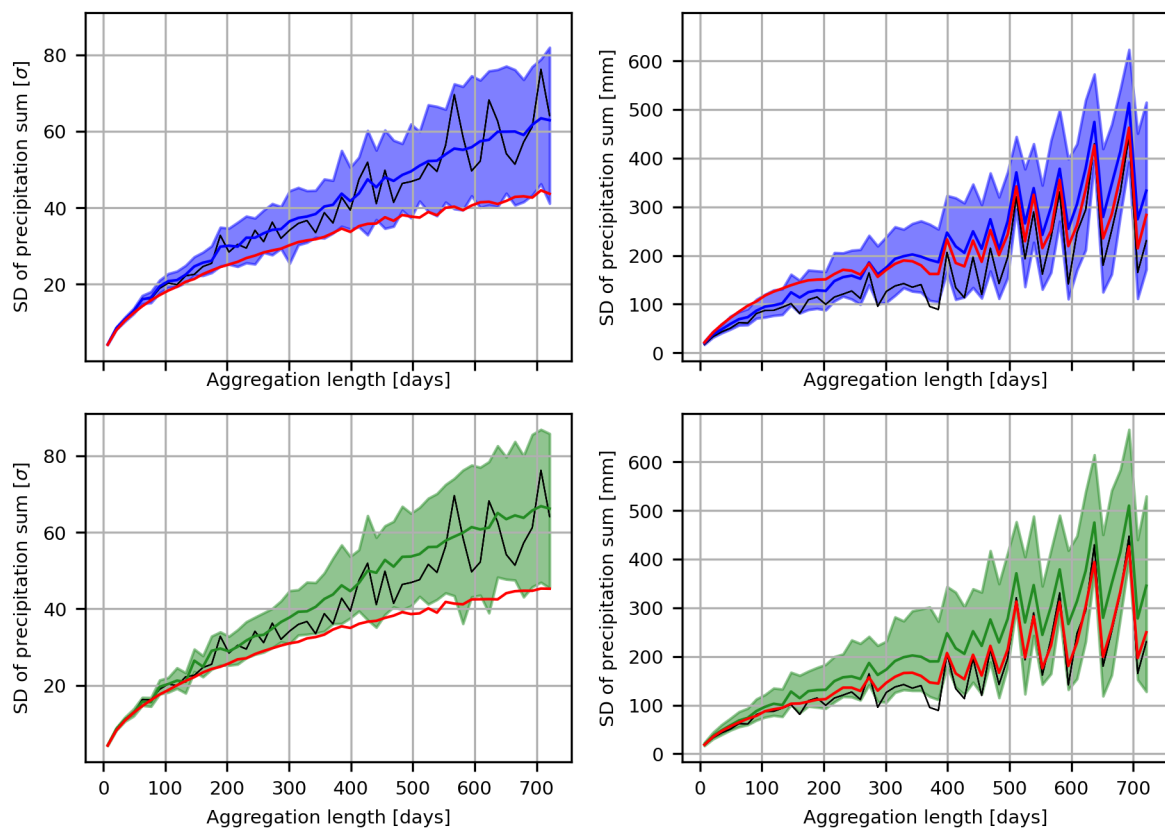 80
60
40
20
SD of precipitation sum [σ]
Aggregation length [days]
600
500
400
300
200
100
0
SD of precipitation sum [mm]
Aggregation length [days]
80
60
40
20
SD of precipitation sum [σ]
0 100 200 300 400 500 600 700
Aggregation length [days]
600
500
400
300
200
100
0
SD of precipitation sum [mm]
0 100 200 300 400 500 600 700
Aggregation length [days]